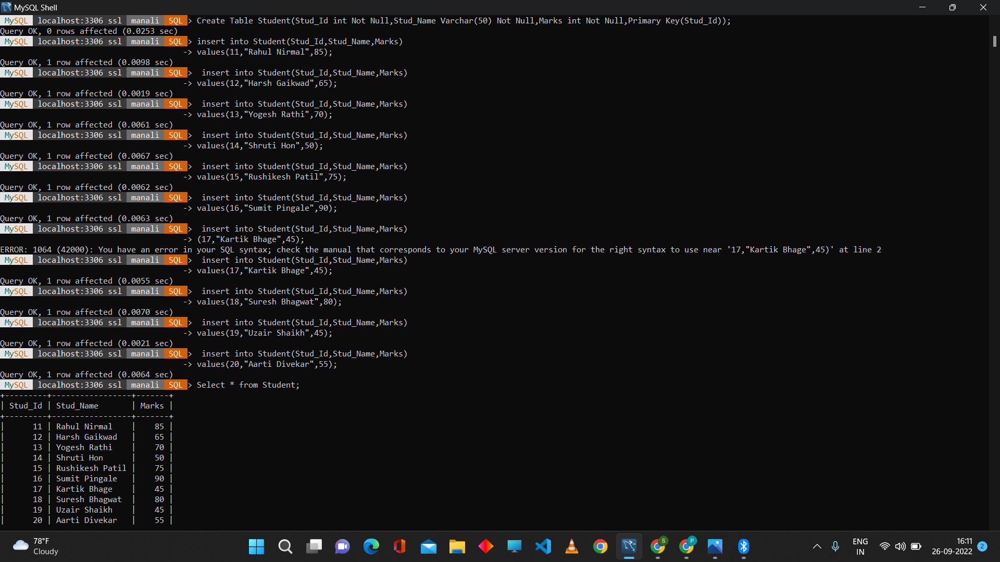 MySQL Shell
MySQL localhost:3306 ssl manali SQL > Create Table Student(Stud_Id int Not Null,Stud_Name Varchar(50) Not Null,Marks int Not Null,Primary Key(Stud_Id));
Query OK, 0 rows affected (0.0253 sec)
MySQL localhost:3306 ssl manali SQL > insert into Student(Stud_Id,Stud_Name,Marks)
-> values(11,"Rahul Nirmal",85);
Query OK, 1 row affected (0.0098 sec)
MySQL localhost:3306 ssl manali SQL > insert into Student(Stud_Id,Stud_Name,Marks)
-> values(12,"Harsh Gaikwad",65);
Query OK, 1 row affected (0.0019 sec)
MySQL localhost:3306 ssl manali SQL > insert into Student(Stud_Id,Stud_Name,Marks)
-> values(13,"Yogesh Rathi",70);
Query OK, 1 row affected (0.0061 sec)
MySQL localhost:3306 ssl manali SQL > insert into Student(Stud_Id,Stud_Name,Marks)
-> values(14,"Shruti Hon",50);
Query OK, 1 row affected (0.0067 sec)
MySQL localhost:3306 ssl manali SQL > insert into Student(Stud_Id,Stud_Name,Marks)
-> values(15,"Rushikesh Patil",75);
Query OK, 1 row affected (0.0062 sec)
MySQL localhost:3306 ssl manali SQL > insert into Student(Stud_Id,Stud_Name,Marks)
-> values(16,"Sumit Pingale",90);
Query OK, 1 row affected (0.0063 sec)
MySQL localhost:3306 ssl manali SQL > insert into Student(Stud_Id,Stud_Name,Marks)
-> (17,"Kartik Bhage",45);
ERROR: 1064 (42000): You have an error in your SQL syntax; check the manual that corresponds to your MySQL server version for the right syntax to use near '17,"Kartik Bhage",45)' at line 2
MySQL localhost:3306 ssl manali SQL > insert into Student(Stud_Id,Stud_Name,Marks)
-> values(17,"Kartik Bhage",45);
Query OK, 1 row affected (0.0055 sec)
MySQL localhost:3306 ssl manali SQL > insert into Student(Stud_Id,Stud_Name,Marks)
-> values(18,"Suresh Bhagwat",80);
Query OK, 1 row affected (0.0070 sec)
MySQL localhost:3306 ssl manali SQL > insert into Student(Stud_Id,Stud_Name,Marks)
-> values(19,"Uzair Shaikh",45);
Query OK, 1 row affected (0.0021 sec)
MySQL localhost:3306 ssl manali SQL > insert into Student(Stud_Id,Stud_Name,Marks)
-> values(20,"Aarti Divekar",55);
Query OK, 1 row affected (0.0064 sec)
MySQL localhost:3306 ssl manali SQL > Select * from Student;
+---------+-----------------+-------+
| Stud_Id | Stud_Name | Marks |
+---------+-----------------+-------+
| 11 | Rahul Nirmal | 85 |
| 12 | Harsh Gaikwad | 65 |
| 13 | Yogesh Rathi | 70 |
| 14 | Shruti Hon | 50 |
| 15 | Rushikesh Patil | 75 |
| 16 | Sumit Pingale | 90 |
| 17 | Kartik Bhage | 45 |
| 18 | Suresh Bhagwat | 80 |
| 19 | Uzair Shaikh | 45 |
| 20 | Aarti Divekar | 55 |
78°F
Cloudy
S
P
ENG
IN
16:11
26-09-2022
2